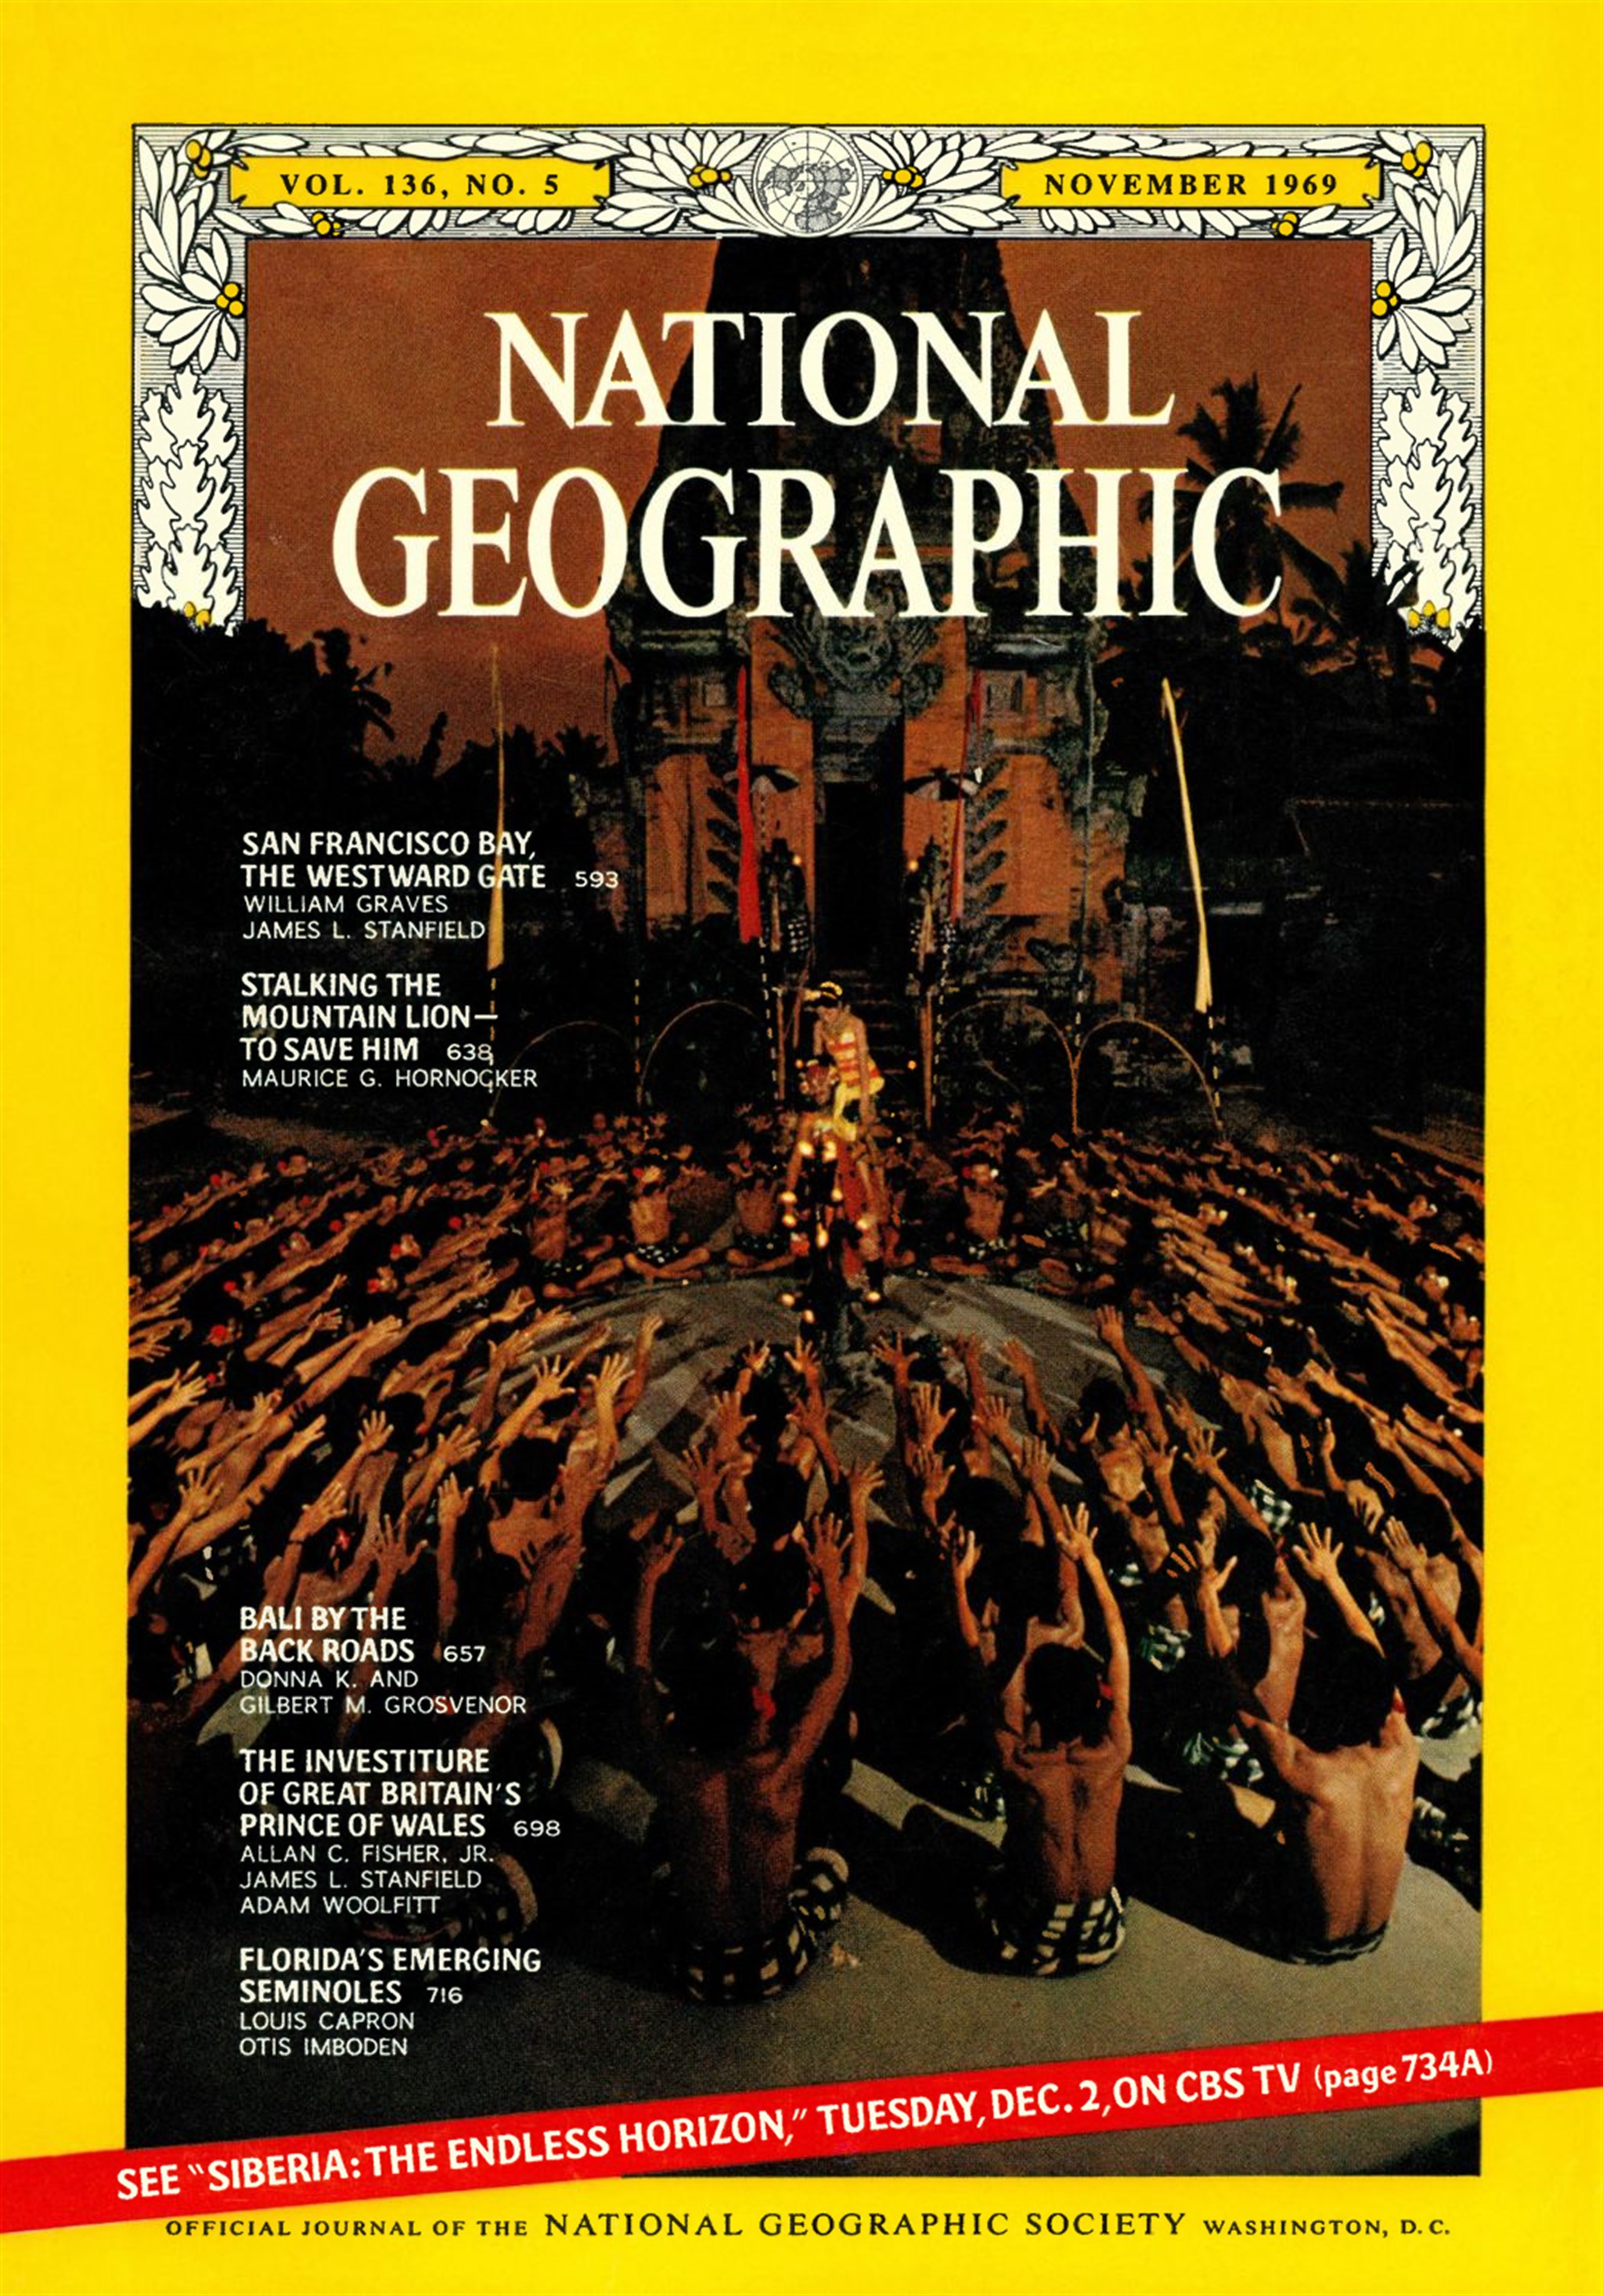 VOL. 136, NO. 5
NOVEMBER 1969
NATIONAL
GEOGRAPHIC
SAN FRANCISCO BAY,
THE WESTWARD GATE 593
WILLIAM GRAVES
JAMES L. STANFIELD
STALKING THE
MOUNTAIN LION—
TO SAVE HIM 638
MAURICE G. HORNOCKER
BALI BY THE
BACK ROADS 657
DONNA K. AND
GILBERT M. GROSVENOR
THE INVESTITURE
OF GREAT BRITAIN'S
PRINCE OF WALES 698
ALLAN C. FISHER, JR.
JAMES L. STANFIELD
ADAM WOOLFITT
FLORIDA'S EMERGING
SEMINOLES 716
LOUIS CAPRON
OTIS IMBODEN
SEE "SIBERIA: THE ENDLESS HORIZON," TUESDAY, DEC. 2, ON CBS TV (page 734A)
OFFICIAL JOURNAL OF THE NATIONAL GEOGRAPHIC SOCIETY WASHINGTON, D.C.